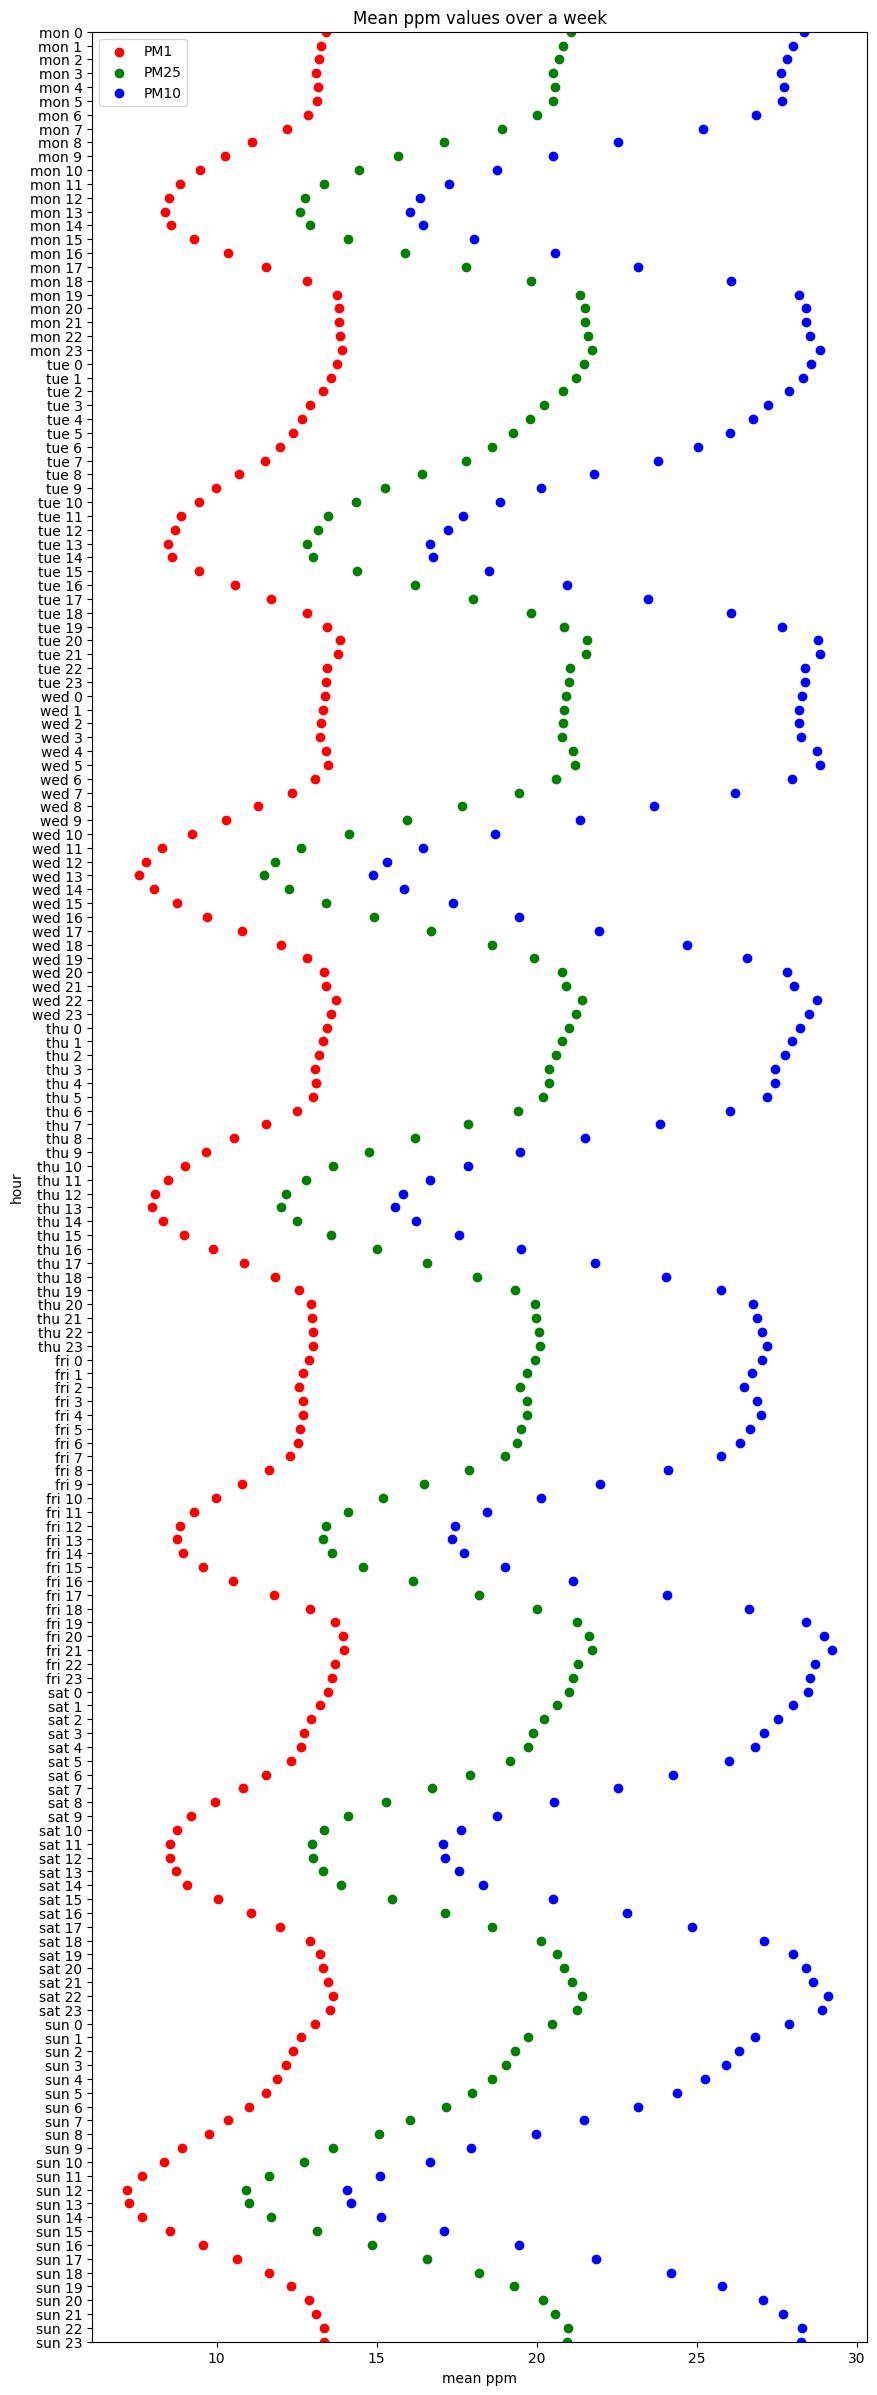 Mean ppm values over a week
PM1
PM25
PM10
mon 0
mon 1
mon 2
mon 3
mon 4
mon 5
mon 6
mon 7
mon 8
mon 9
mon 10
mon 11
mon 12
mon 13
mon 14
mon 15
mon 16
mon 17
mon 18
mon 19
mon 20
mon 21
mon 22
mon 23
tue 0
tue 1
tue 2
tue 3
tue 4
tue 5
tue 6
tue 7
tue 8
tue 9
tue 10
tue 11
tue 12
tue 13
tue 14
tue 15
tue 16
tue 17
tue 18
tue 19
tue 20
tue 21
tue 22
tue 23
wed 0
wed 1
wed 2
wed 3
wed 4
wed 5
wed 6
wed 7
wed 8
wed 9
wed 10
wed 11
wed 12
wed 13
wed 14
wed 15
wed 16
wed 17
wed 18
wed 19
wed 20
wed 21
wed 22
wed 23
thu 0
thu 1
thu 2
thu 3
thu 4
thu 5
thu 6
thu 7
thu 8
thu 9
thu 10
thu 11
thu 12
thu 13
thu 14
thu 15
thu 16
thu 17
thu 18
thu 19
thu 20
thu 21
thu 22
thu 23
fri 0
fri 1
fri 2
fri 3
fri 4
fri 5
fri 6
fri 7
fri 8
fri 9
fri 10
fri 11
fri 12
fri 13
fri 14
fri 15
fri 16
fri 17
fri 18
fri 19
fri 20
fri 21
fri 22
fri 23
sat 0
sat 1
sat 2
sat 3
sat 4
sat 5
sat 6
sat 7
sat 8
sat 9
sat 10
sat 11
sat 12
sat 13
sat 14
sat 15
sat 16
sat 17
sat 18
sat 19
sat 20
sat 21
sat 22
sat 23
sun 0
sun 1
sun 2
sun 3
sun 4
sun 5
sun 6
sun 7
sun 8
sun 9
sun 10
sun 11
sun 12
sun 13
sun 14
sun 15
sun 16
sun 17
sun 18
sun 19
sun 20
sun 21
sun 22
sun 23
hour
10 15 20 25 30
mean ppm